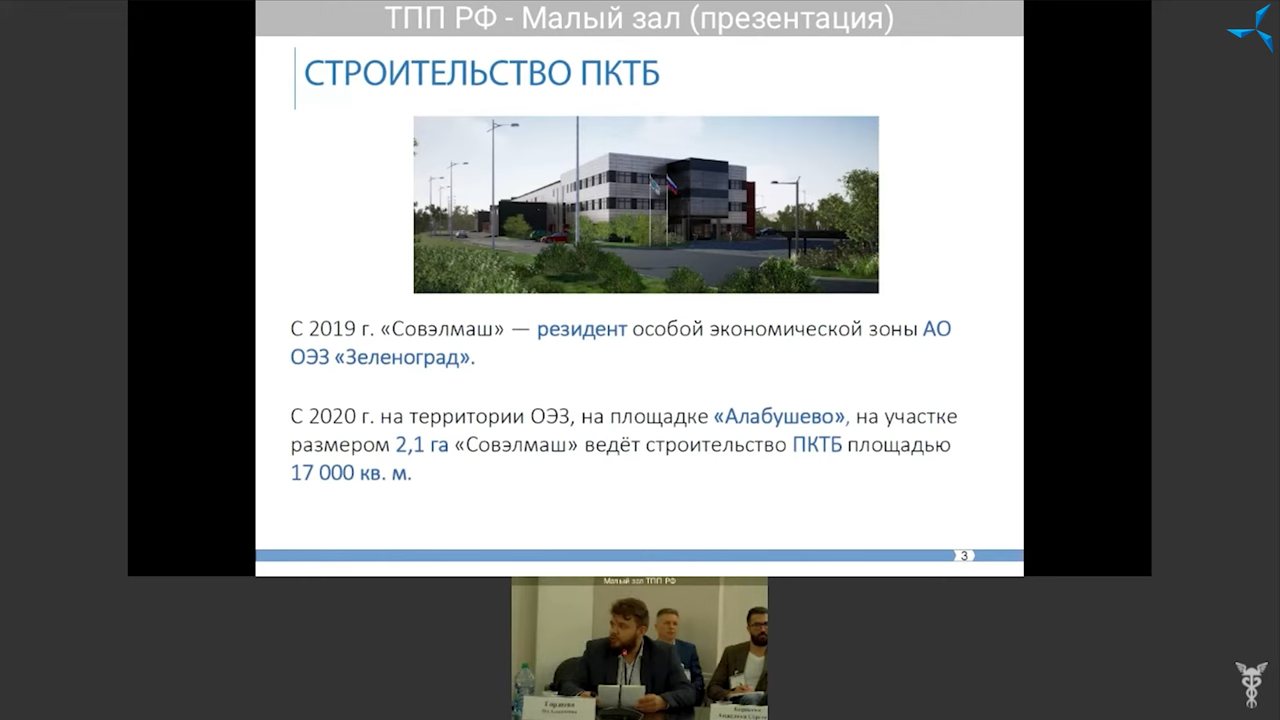 ТПП РФ - Малый зал (презентация)
СТРОИТЕЛЬСТВО ПКТБ
С 2019 г. «Совэлмаш» — резидент особой экономической зоны АО
ОЭЗ «Зеленоград».
С 2020 г. на территории ОЭЗ, на площадке «Алабушево», на участке
размером 2,1 га «Совэлмаш» ведёт строительство ПКТБ площадью
17 000 кв. м.
3
Малый зал ТПП РФ